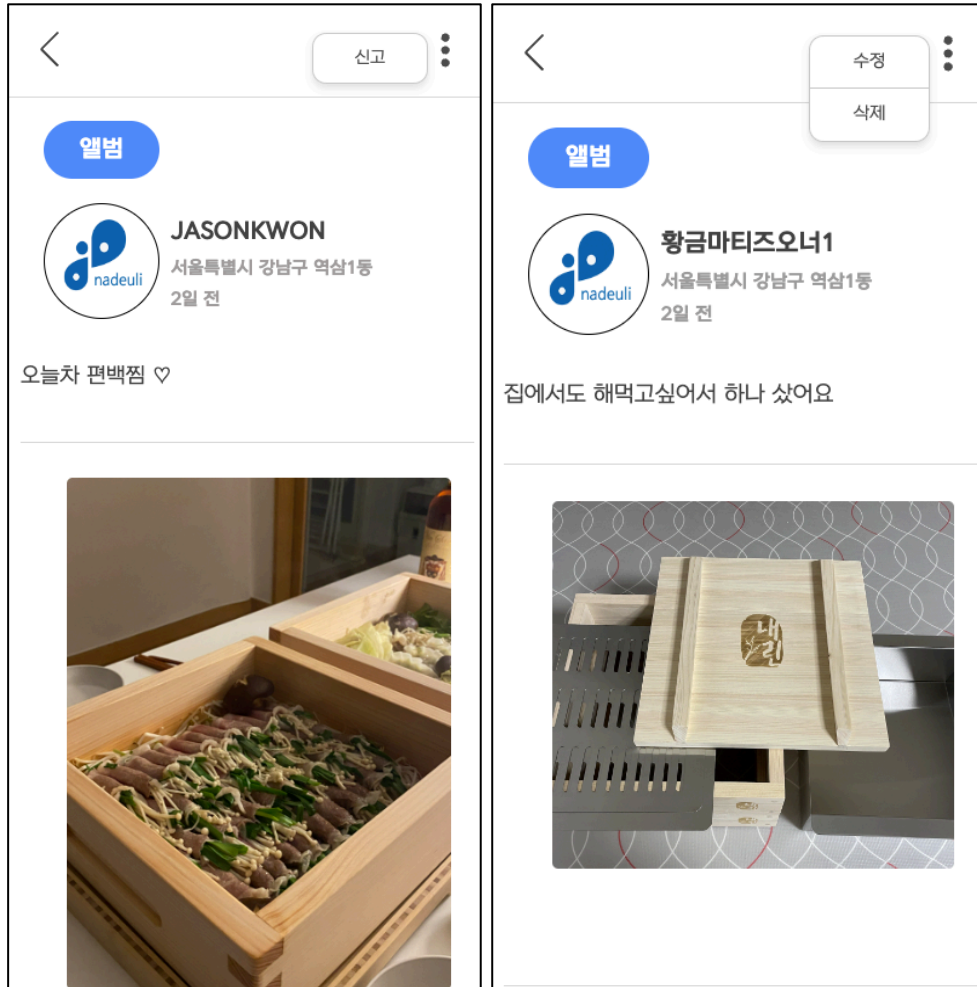 신고
앨범
nadeuli
JASONKWON
서울특별시 강남구 역삼1동
2일 전
오늘차 편백찜 ♡
수정
삭제
앨범
nadeuli
황금마티즈오너1
서울특별시 강남구 역삼1동
2일 전
집에서도 해먹고싶어서 하나 샀어요
내린